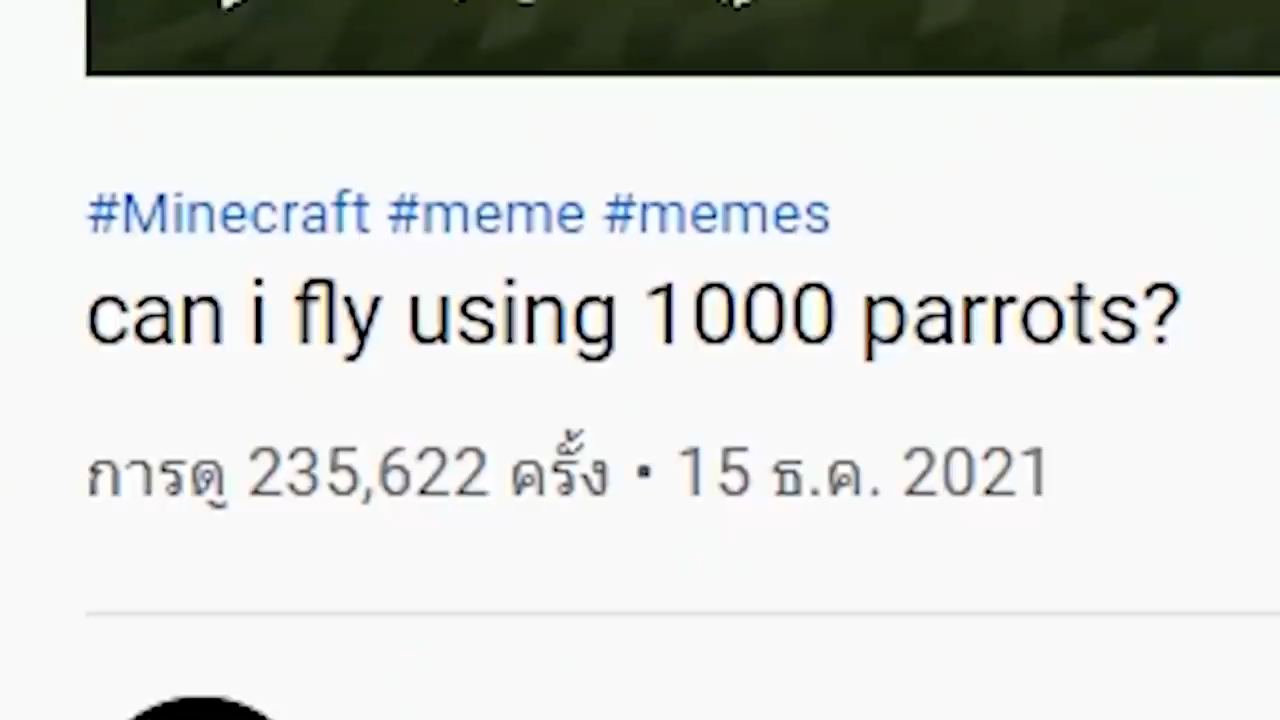 #Minecraft #meme #memes
can i fly using 1000 parrots?
การดู 235,622 ครั้ง • 15 ธ.ค. 2021